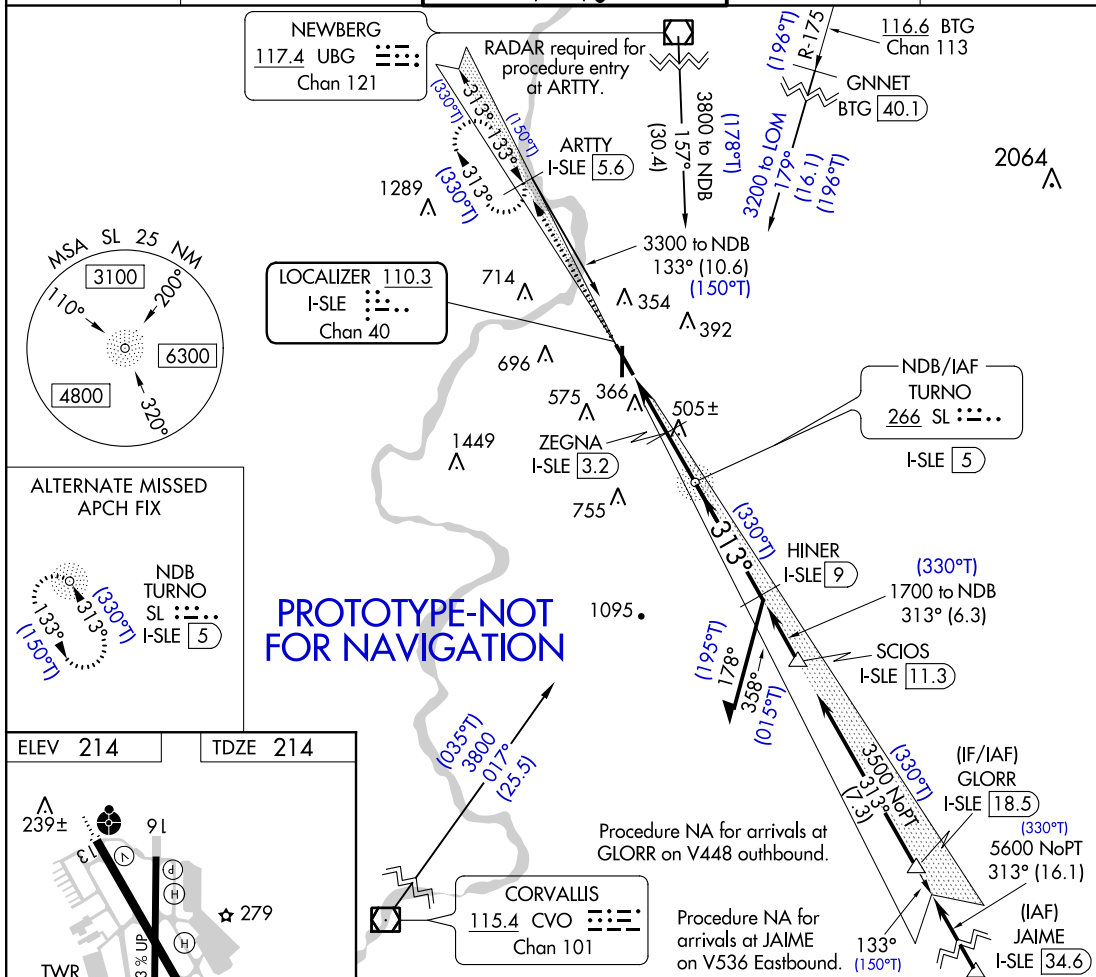 NEWBERG
117.4 UBG
Chan 121
RADAR required for
procedure entry
at ARTTY.
116.6 BTG
Chan 113
R-175
(196°T)
GNNET
BTG 40.1
3200 to LOM
179°
(16.1)
(196°T)
3800 to NDB
157°
(30.4)
(178°T)
313°
(330°T)
133°
(150°T)
ARTTY
I-SLE 5.6
313°
(330°T)
2064
1289
3300 to NDB
133° (10.6)
(150°T)
MSA SL 25 NM
3100
110°
200°
6300
4800
320°
LOCALIZER 110.3
I-SLE
Chan 40
714
354
392
696
575
366
505±
NDB/IAF
TURNO
266 SL
I-SLE 5
ZEGNA
I-SLE 3.2
1449
755
ALTERNATE MISSED
APCH FIX
NDB
TURNO
SL
I-SLE 5
133°
(150°T)
313°
(330°T)
313°
(330°T)
HINER
I-SLE 9
(330°T)
1700 to NDB
313° (6.3)
PROTOTYPE-NOT
FOR NAVIGATION
1095
SCIOS
I-SLE 11.3
(195°T)
178°
358°
(015°T)
(035°T)
3800
017°
(25.5)
3500 NoPT
313°
(7.3)
(330°T)
(IF/IAF)
GLORR
I-SLE 18.5
(330°T)
5600 NoPT
313° (16.1)
Procedure NA for arrivals at
GLORR on V448 outbound.
CORVALLIS
115.4 CVO
Chan 101
Procedure NA for
arrivals at JAIME
on V536 Eastbound.
133°
(150°T)
(IAF)
JAIME
I-SLE 34.6
ELEV 214
TDZE 214
239±
13
16
V
P
H
H
279
3 % UP
TWR